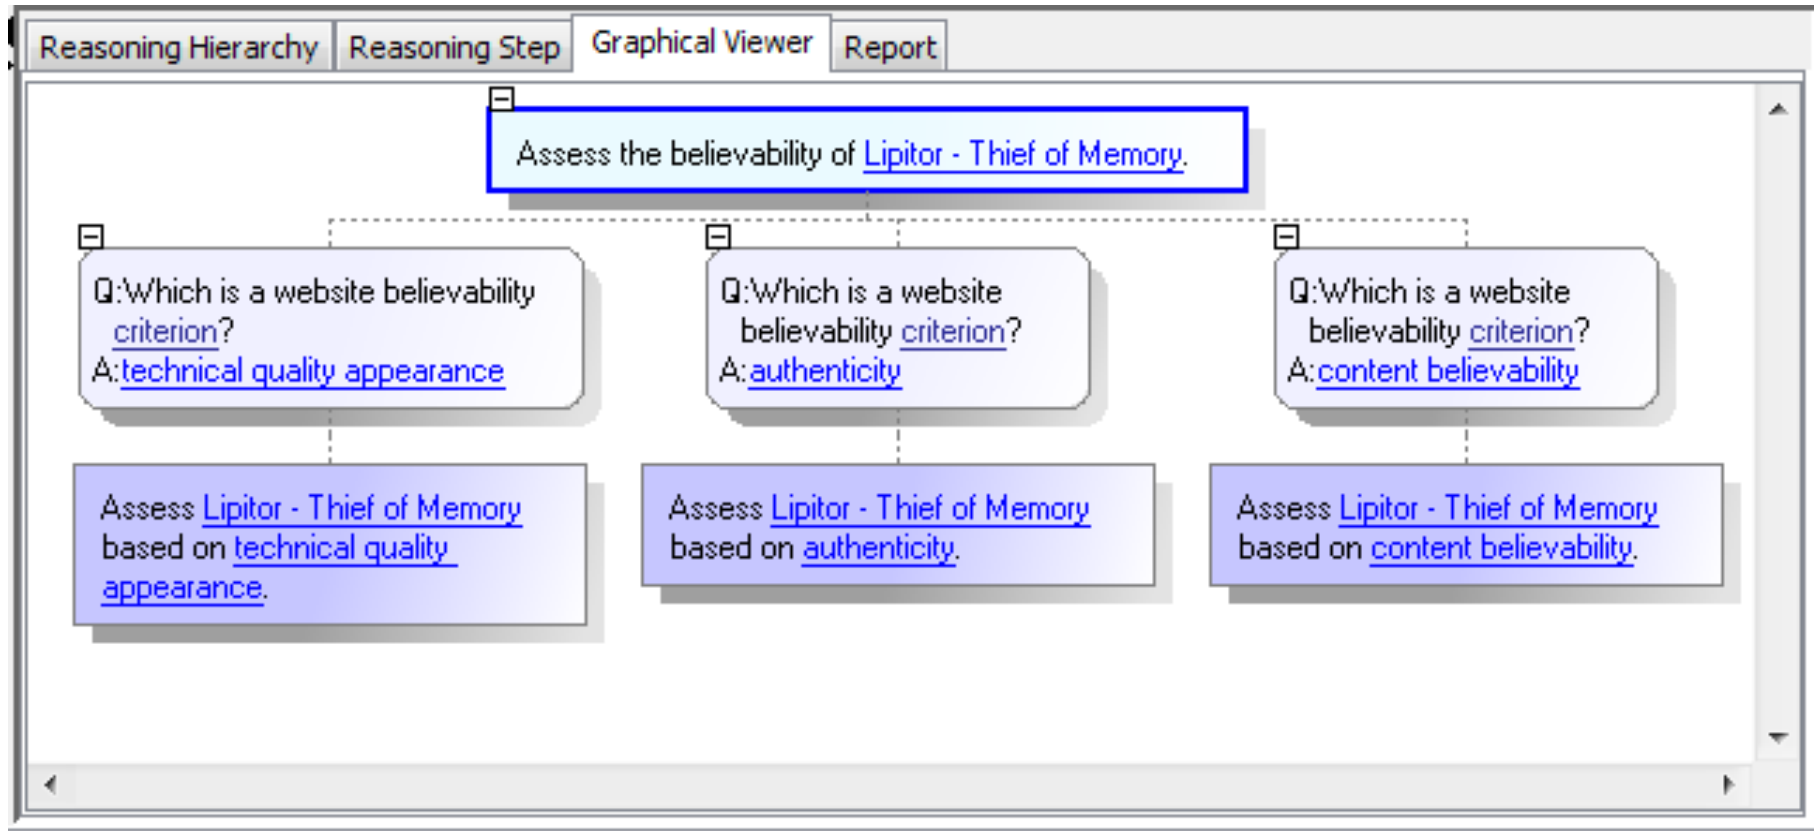 Reasoning Hierarchy Reasoning Step Graphical Viewer Report
Assess the believability of Lipitor - Thief of Memory.
Q:Which is a website believability
criterion?
A:technical quality appearance
Q:Which is a website
believability criterion?
A:authenticity
Q:Which is a website
believability criterion?
A:content believability
Assess Lipitor - Thief of Memory
based on technical quality
appearance.
Assess Lipitor - Thief of Memory
based on authenticity.
Assess Lipitor - Thief of Memory
based on content believability.